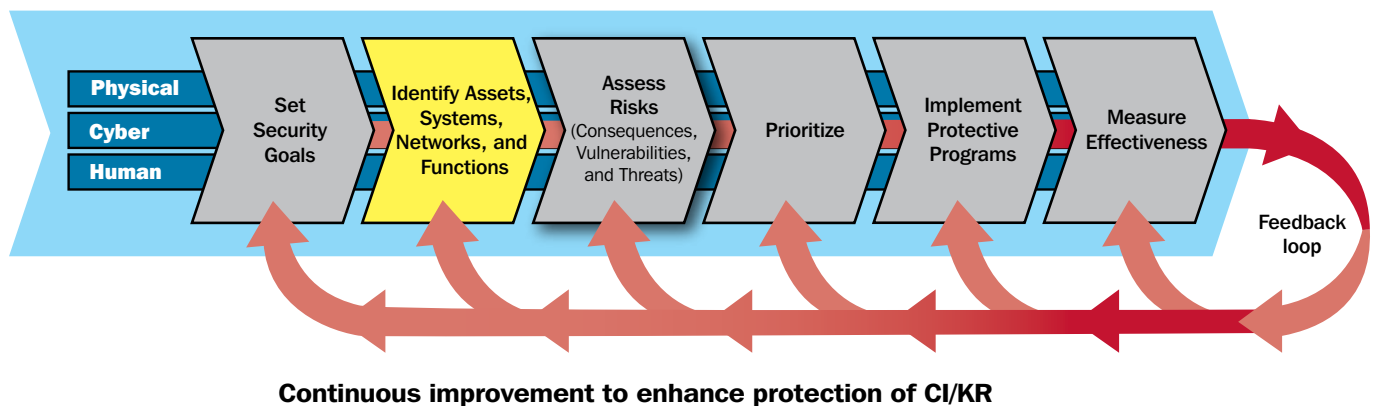 Physical
Cyber
Human
Set
Security
Goals
Identify Assets,
Systems,
Networks, and
Functions
Assess
Risks
(Consequences,
Vulnerabilities,
and Threats)
Prioritize
Implement
Protective
Programs
Measure
Effectiveness
Feedback
loop
Continuous improvement to enhance protection of CI/KR